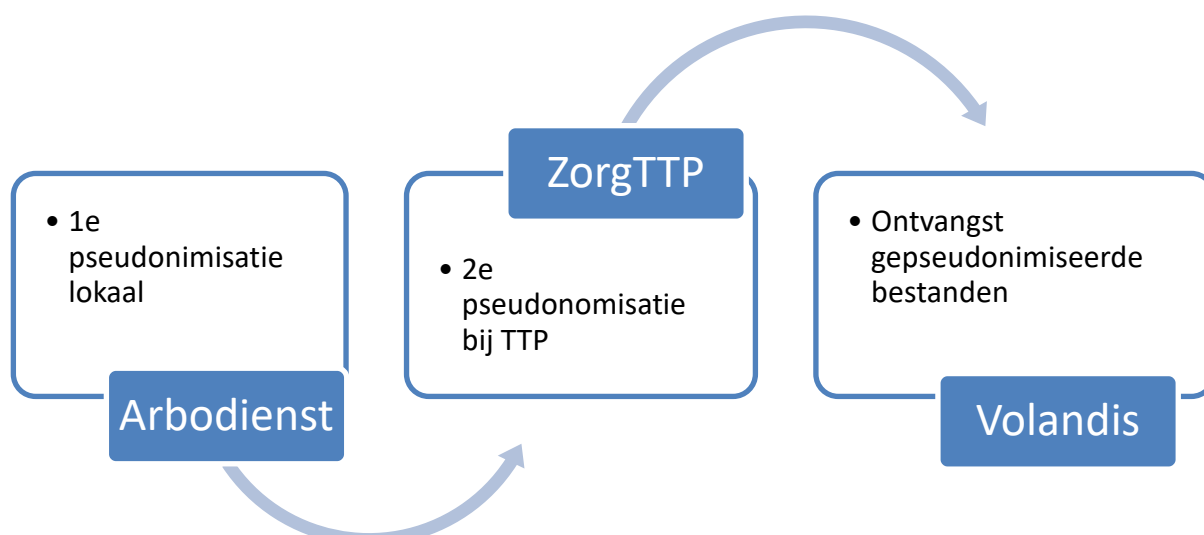 • 1e
pseudonimisatie
lokaal
Arbodienst
ZorgTTP
• 2e
pseudonomisatie
bij TTP
• Ontvangst
gepseudonimiseerde
bestanden
Volandis